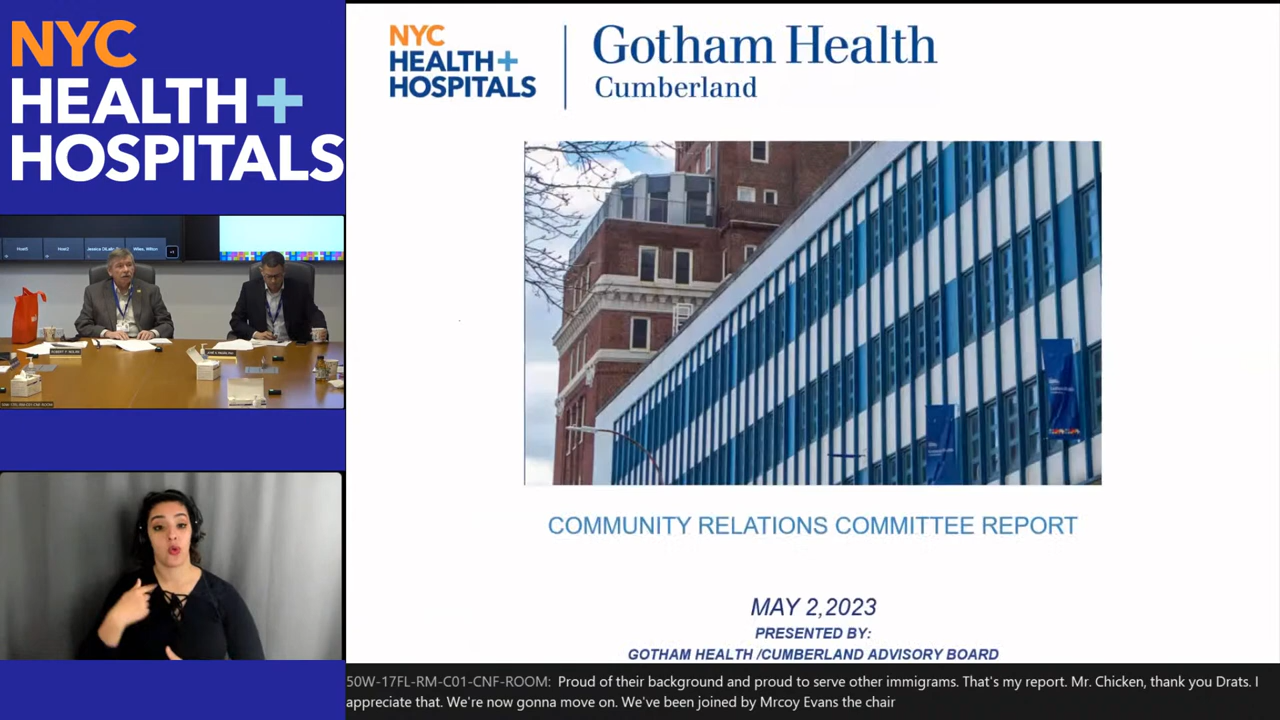 NYC
HEALTH+
HOSPITALS
NYC
HEALTH+
HOSPITALS
Gotham Health
Cumberland
COMMUNITY RELATIONS COMMITTEE REPORT
MAY 2,2023
PRESENTED BY:
GOTHAM HEALTH /CUMBERLAND ADVISORY BOARD
50W-17FL-RM-C01-CNF-ROOM: Proud of their background and proud to serve other immigrams. That's my report. Mr. Chicken, thank you Drats. I
appreciate that. We're now gonna move on. We've been joined by Mrcoy Evans the chair